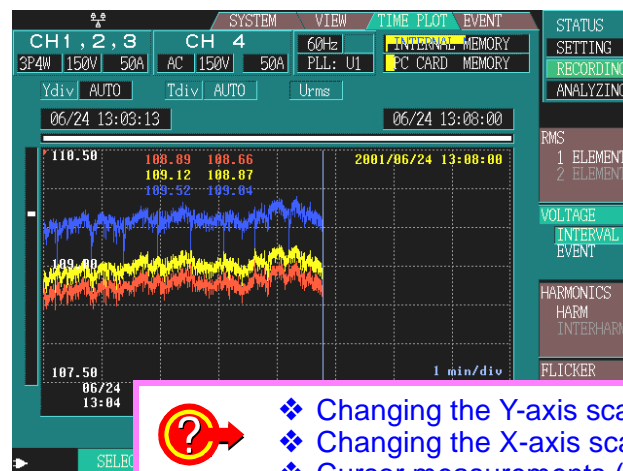 SYSTEM VIEW TIME PLOT EVENT
CH1,2,3 CH 4 60Hz INTERNAL MEMORY
3P4W 150V 50A AC 150V 50A PLL: U1 PC CARD MEMORY
Ydiv AUTO Tdiv AUTO Urms
06/24 13:03:13 06/24 13:08:00
110.50 108.89 108.66 2001/06/24 13:08:00
109.12 108.87
109.52 109.04
109.00
107.50 1 min/div
06/24
13:04
SELEC
STATUS
SETTING
RECORDING
ANALYZING
RMS
1 ELEMENT
2 ELEMENT
VOLTAGE
INTERVAL
EVENT
HARMONICS
HARM
INTERHARM
FLICKER
?
❖ Changing the Y-axis sca
❖ Changing the X-axis sca
❖ Cursor measurements (